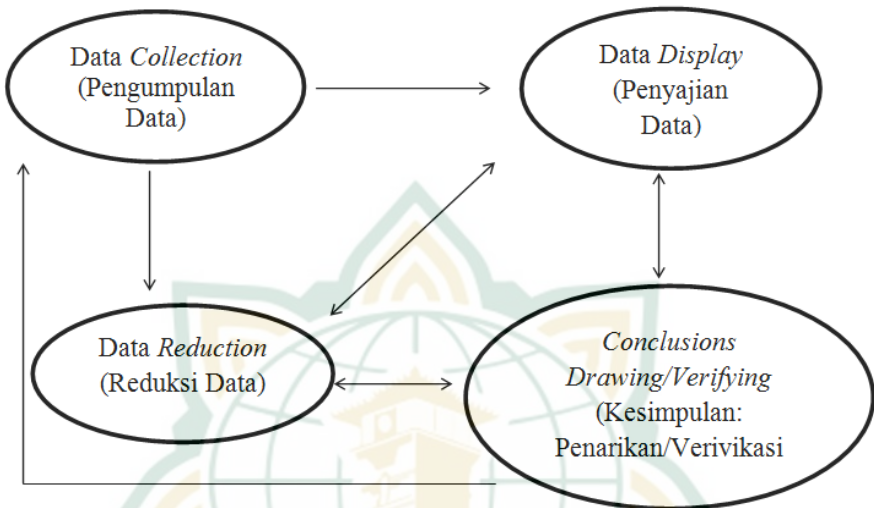 Data Collection
(Pengumpulan
Data)
Data Display
(Penyajian
Data)
Data Reduction
(Reduksi Data)
Conclusions
Drawing/Verifying
(Kesimpulan:
Penarikan/Verivikasi